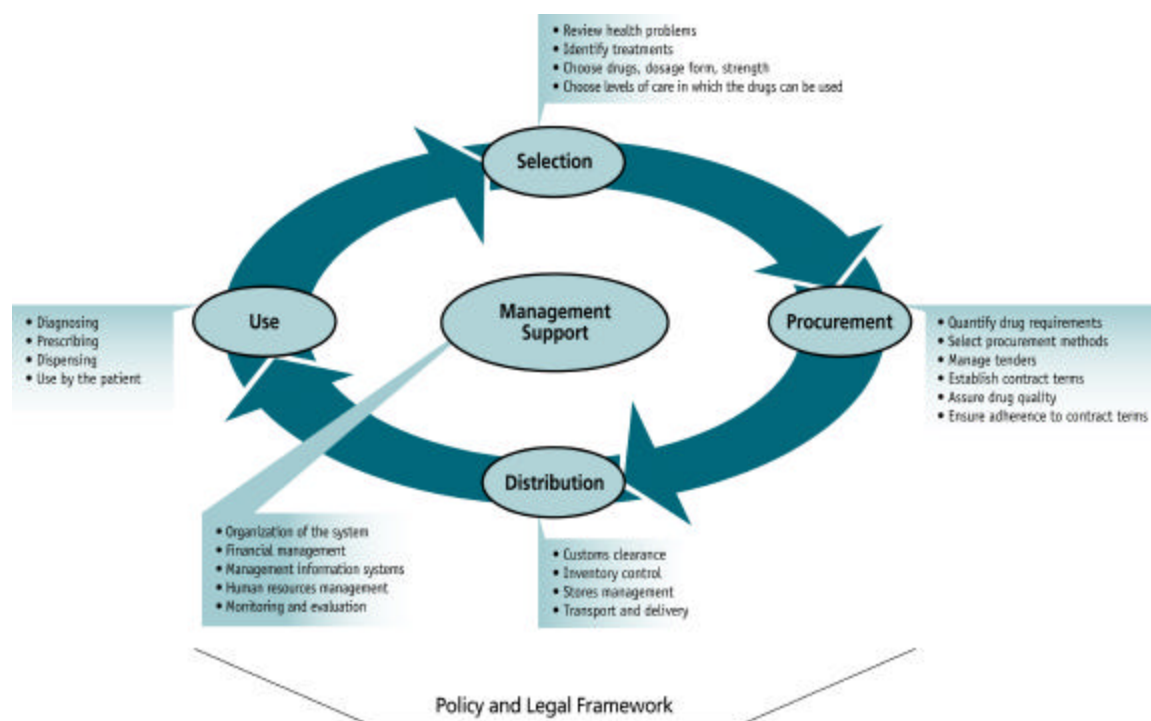 • Review health problems
• Identify treatments
• Choose drugs, dosage form, strength
• Choose levels of care in which the drugs can be used
Selection
Use
Management
Support
Procurement
• Diagnosing
• Prescribing
• Dispensing
• Use by the patient
• Quantify drug requirements
• Select procurement methods
• Manage tenders
• Establish contract terms
• Assure drug quality
• Ensure adherence to contract terms
Distribution
• Organization of the system
• Financial management
• Management information systems
• Human resources management
• Monitoring and evaluation
• Customs clearance
• Inventory control
• Stores management
• Transport and delivery
Policy and Legal Framework